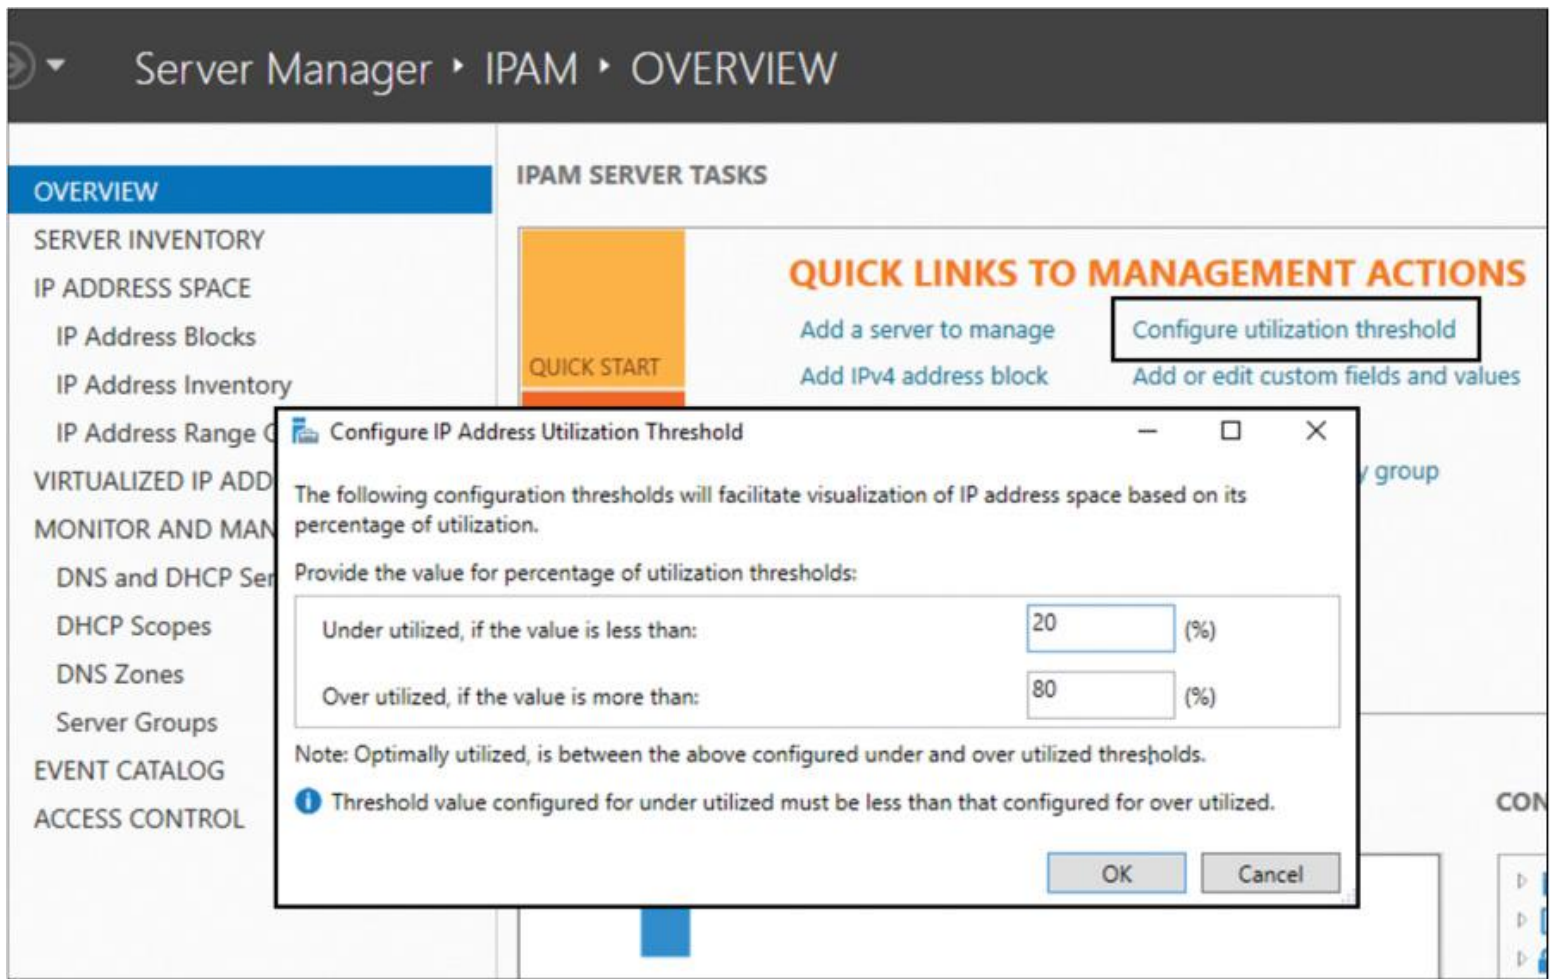 Server Manager ‣ IPAM ‣ OVERVIEW
OVERVIEW
SERVER INVENTORY
IP ADDRESS SPACE
IP Address Blocks
IP Address Inventory
IP Address Range
VIRTUALIZED IP
MONITOR AND
DNS and DHCP
DHCP Scopes
DNS Zones
Server Groups
EVENT CATALOG
ACCESS CONTROL
IPAM SERVER TASKS
QUICK START
QUICK LINKS TO MANAGEMENT ACTIONS
Add a server to manage
Configure utilization threshold
Add IPv4 address block
Add or edit custom fields and values
group
Configure IP Address Utilization Threshold
The following configuration thresholds will facilitate visualization of IP address space based on its
percentage of utilization.
Provide the value for percentage of utilization thresholds:
Under utilized, if the value is less than: 20 (%)
Over utilized, if the value is more than: 80 (%)
Note: Optimally utilized, is between the above configured under and over utilized thresholds.
Threshold value configured for under utilized must be less than that configured for over utilized.
OK Cancel